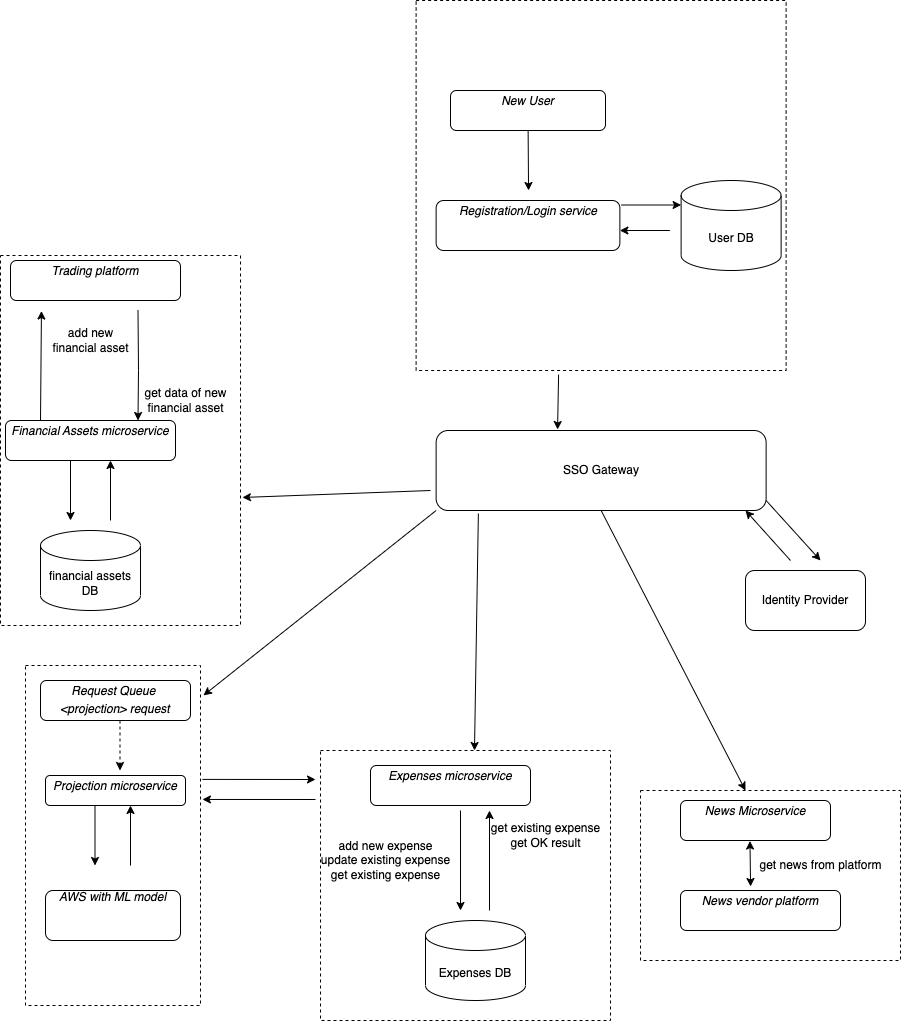 New User
Registration/Login service
User DB
Trading platform
add new
financial asset
get data of new
financial asset
Financial Assets microservice
financial assets
DB
SSO Gateway
Identity Provider
Request Queue
<projection> request
Projection microservice
AWS with ML model
Expenses microservice
add new expense
update existing expense
get existing expense
get existing expense
get OK result
Expenses DB
News Microservice
get news from platform
News vendor platform